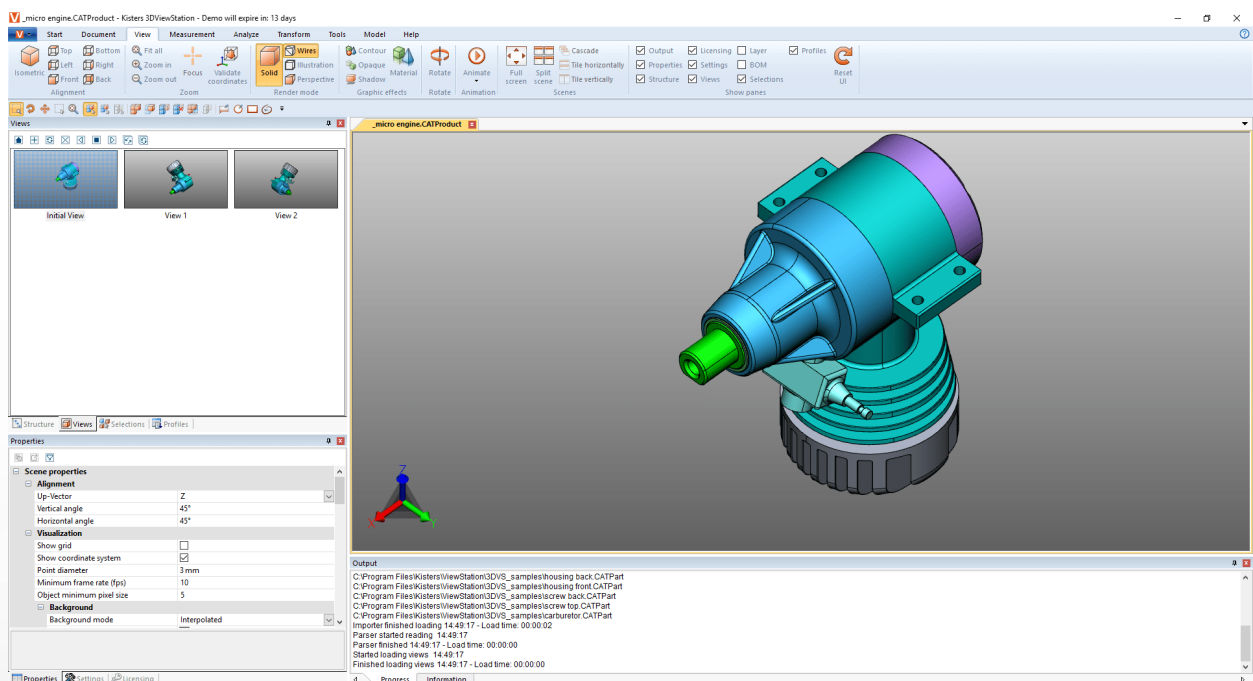 _micro engine.CATProduct - Kisters 3DViewStation - Demo will expire in: 13 days
Start Document View Measurement Analyze Transform Tools Model Help
Top Bottom Fit all Wires Contour Cascade Output Licensing Layer Profiles
Left Right Zoom in Illustration Opaque Tile horizontally Properties Settings BOM
Front Back Zoom out Perspective Shadow Tile vertically Structure Views Selections
Isometric Focus Validate coordinates Solid Material Rotate Animate Full screen Split scene Reset UI
Alignment Zoom Render mode Graphic effects Rotate Animation Scenes Show panes
Views
_micro engine.CATProduct
Initial View View 1 View 2
Structure Views Selections Profiles
Properties
Scene properties
Alignment
Up-Vector Z
Vertical angle 45°
Horizontal angle 45°
Visualization
Show grid
Show coordinate system
Point diameter 3 mm
Minimum frame rate (fps) 10
Object minimum pixel size 5
Background
Background mode Interpolated
Properties Settings Licensing
Z
X
Y
Output
C:\Program Files\Kisters\ViewStation\3DVS_samples\housing back.CATPart
C:\Program Files\Kisters\ViewStation\3DVS_samples\housing front.CATPart
C:\Program Files\Kisters\ViewStation\3DVS_samples\screw back.CATPart
C:\Program Files\Kisters\ViewStation\3DVS_samples\screw top.CATPart
C:\Program Files\Kisters\ViewStation\3DVS_samples\carburetor.CATPart
Importer finished loading 14:49:17 - Load time: 00:00:02
Parser started reading 14:49:17
Parser finished 14:49:17 - Load time: 00:00:00
Started loading views 14:49:17
Finished loading views 14:49:17 - Load time: 00:00:00
Progress Information